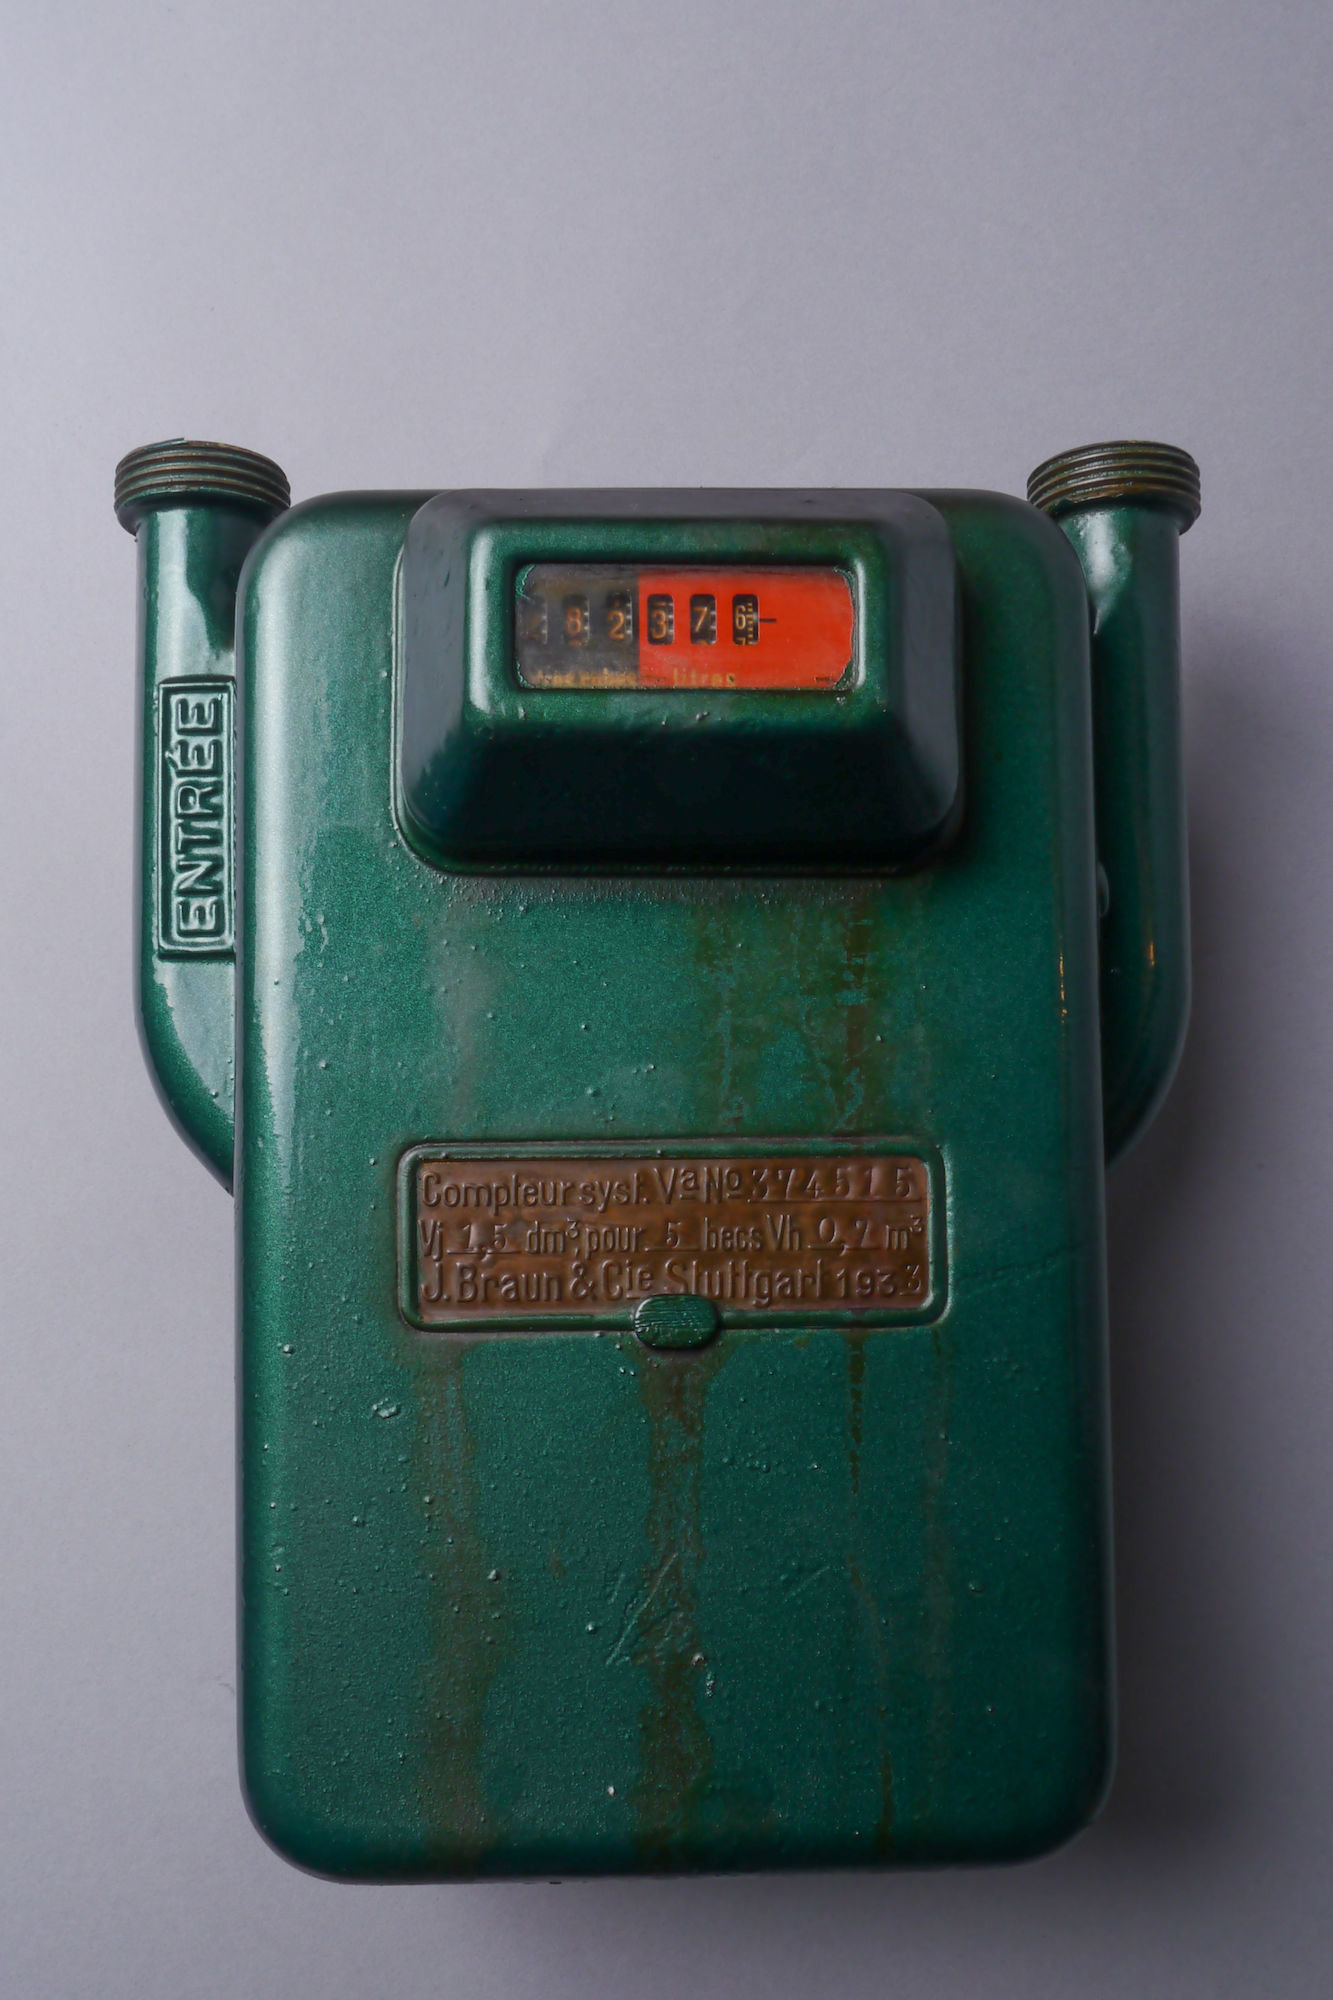 8 2 3 7 6
litres
ENTRÉE
Compteur syst. Va No 374515
Vj 1,5 dm³, pour 5 becs Vh 0,7 m³
J. Braun & Cie Stuttgart 1933